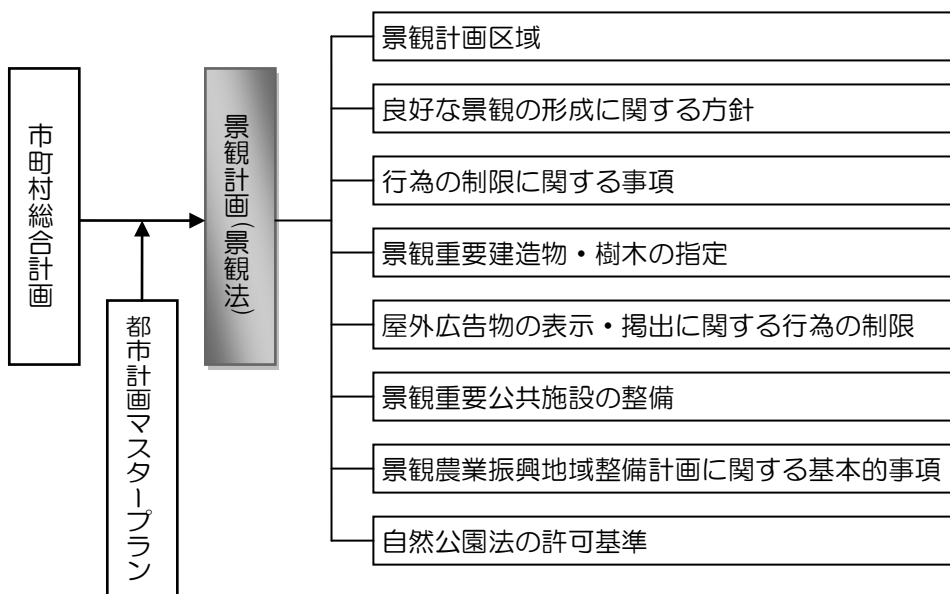 市町村総合計画
都市計画マスタープラン
景観計画(景観法)
景観計画区域
良好な景観の形成に関する方針
行為の制限に関する事項
景観重要建造物・樹木の指定
屋外広告物の表示・掲出に関する行為の制限
景観重要公共施設の整備
景観農業振興地域整備計画に関する基本的事項
自然公園法の許可基準